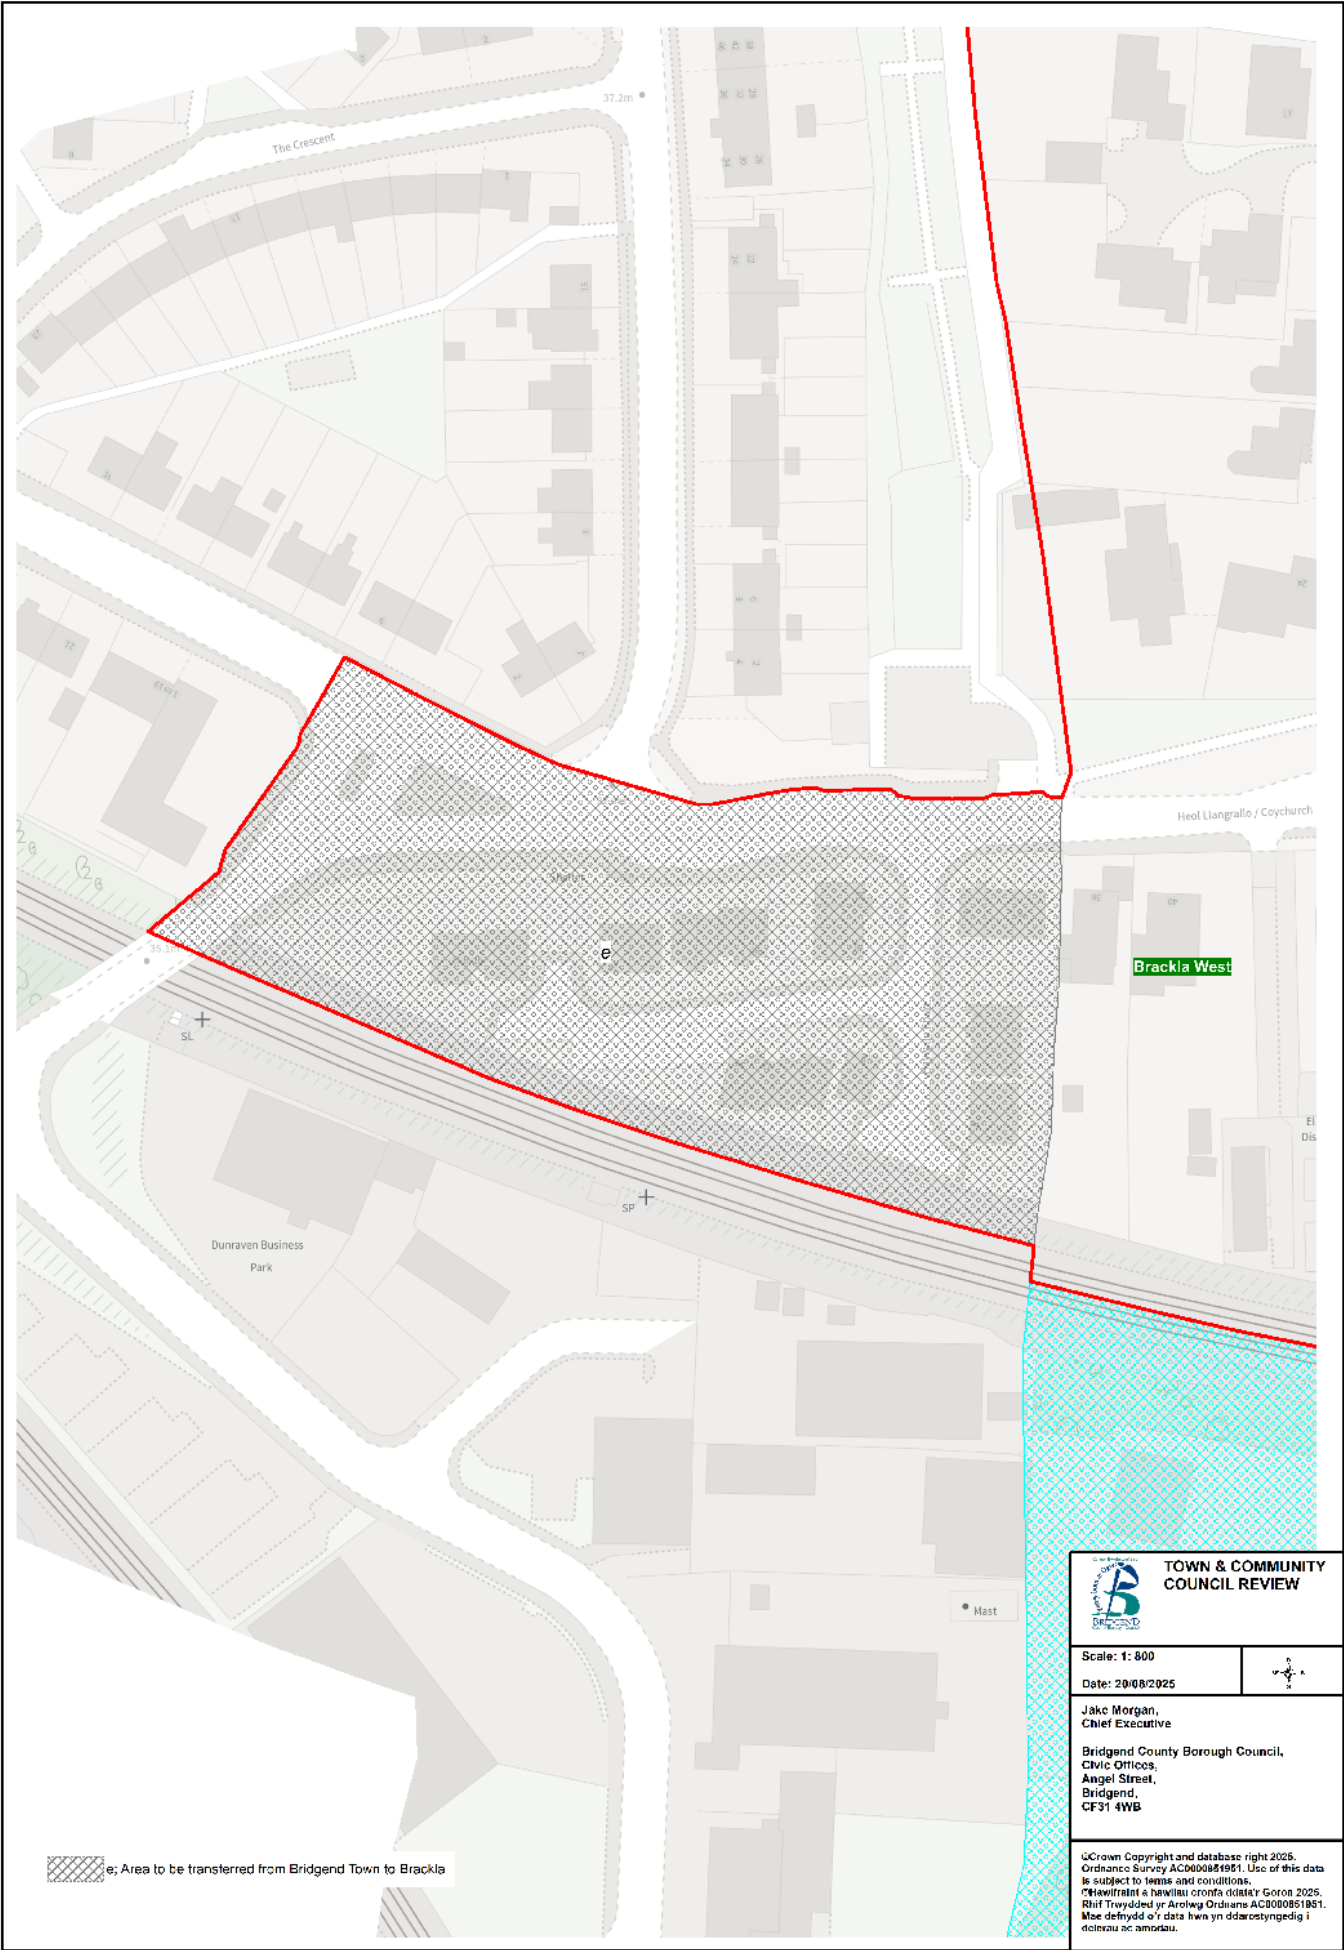 37.2m
The Crescent
Heol Llangrallo / Coychurch
Shelter
e
Brackla West
35.1m
SL
SP
El
Dis
Dunraven Business
Park
Mast
TOWN & COMMUNITY
COUNCIL REVIEW
BRIDGEND
Scale: 1: 800
Date: 20/08/2025
Jake Morgan,
Chief Executive
Bridgend County Borough Council,
Civic Offices,
Angel Street,
Bridgend,
CF31 4WB
e; Area to be transferred from Bridgend Town to Brackla
©Crown Copyright and database right 2025.
Ordnance Survey AC0000851951. Use of this data
is subject to terms and conditions.
©Hawlfraint a hawliau cronfa ddata'r Goron 2025.
Rhif Trwydded yr Arolwg Ordnans AC0000851951.
Mae defnydd o'r data hwn yn ddarostyngedig i
delerau ac amodau.